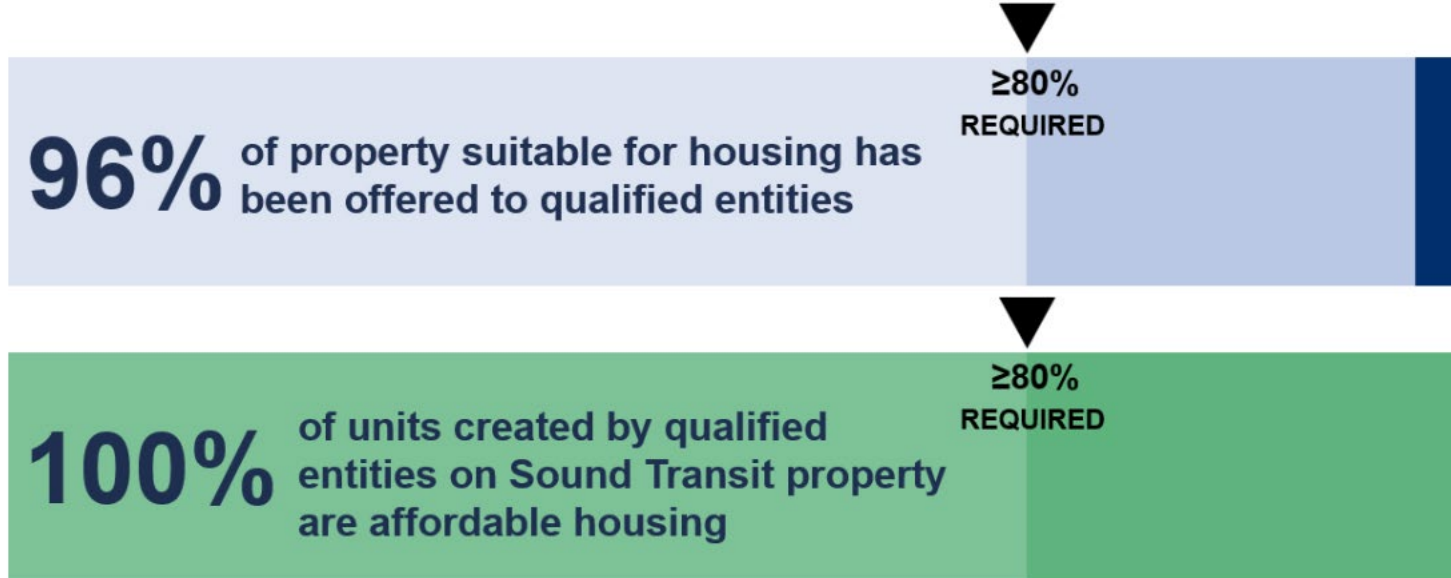 ≥80%
REQUIRED
96% of property suitable for housing has
been offered to qualified entities
≥80%
REQUIRED
100% of units created by qualified
entities on Sound Transit property
are affordable housing